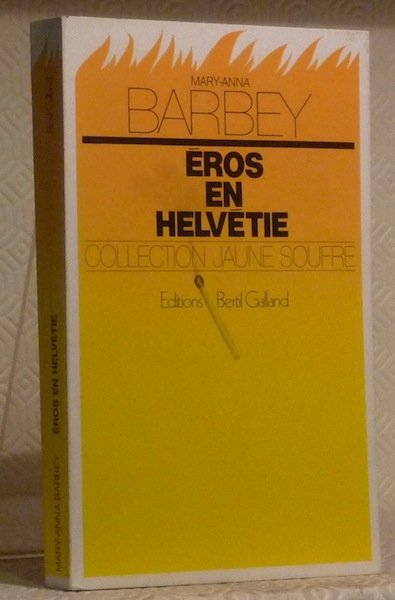 MARY-ANNA
BARBEY
ÉROS
EN
HELVÉTIE
COLLECTION JAUNE SOUFRE
Editions Bertil Galland
MARY-ANNA BARBEY ÉROS EN HELVÉTIE